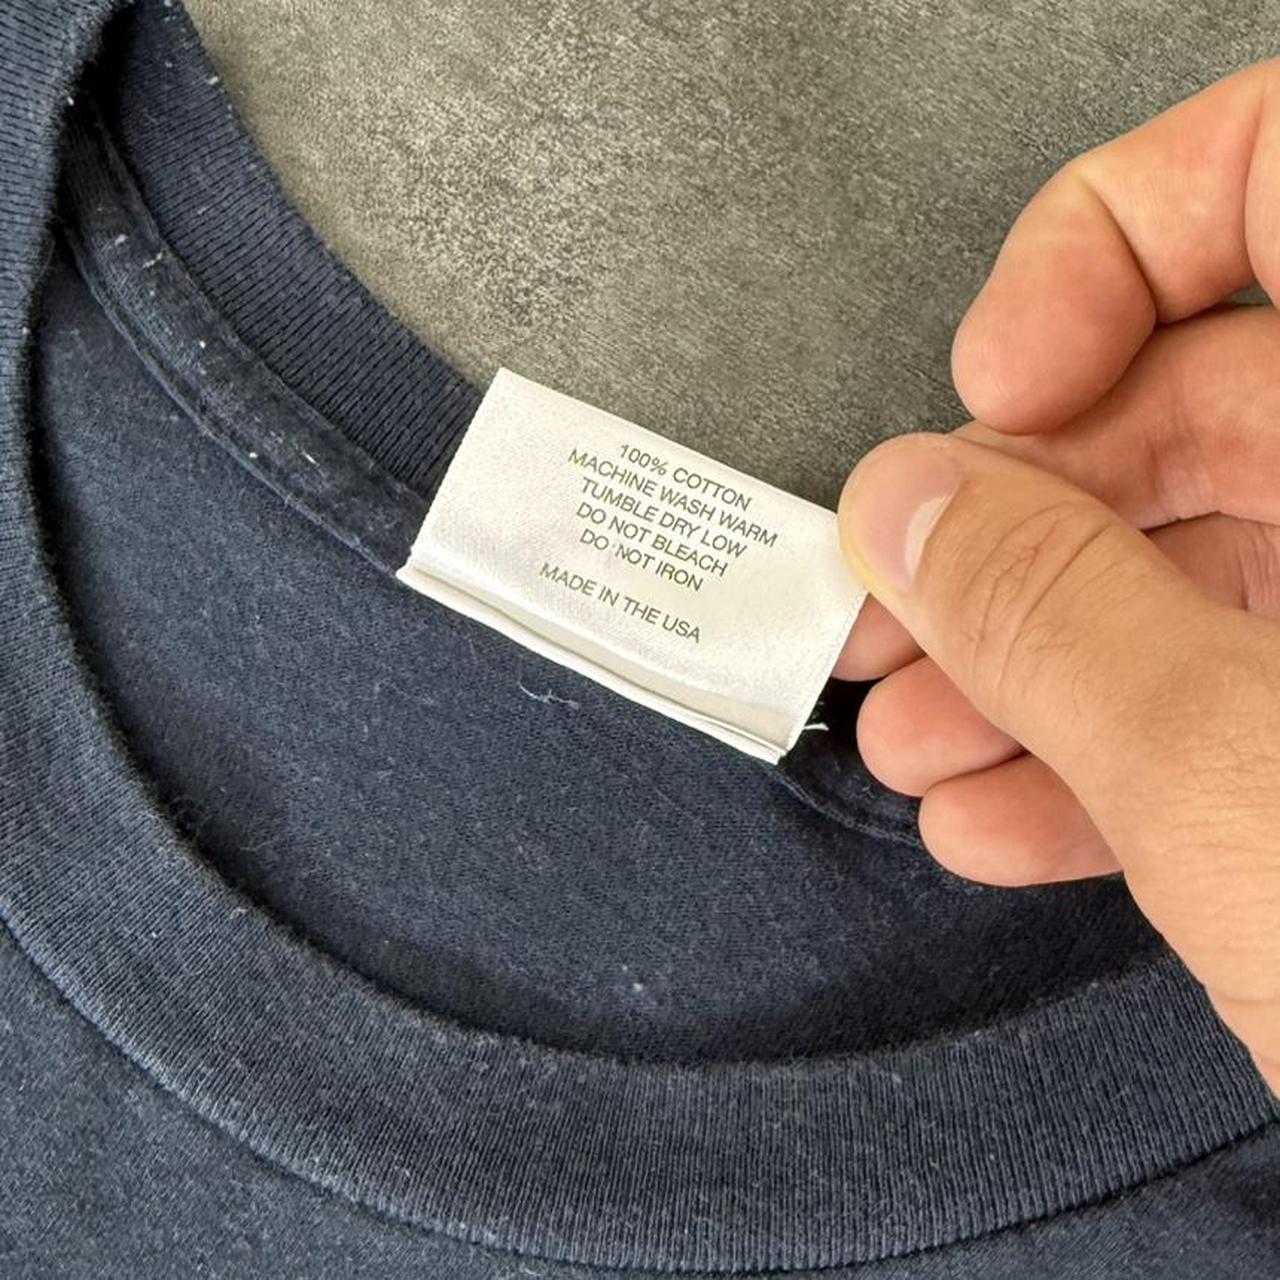 100% COTTON
MACHINE WASH WARM
TUMBLE DRY LOW
DO NOT BLEACH
DO NOT IRON
MADE IN THE USA